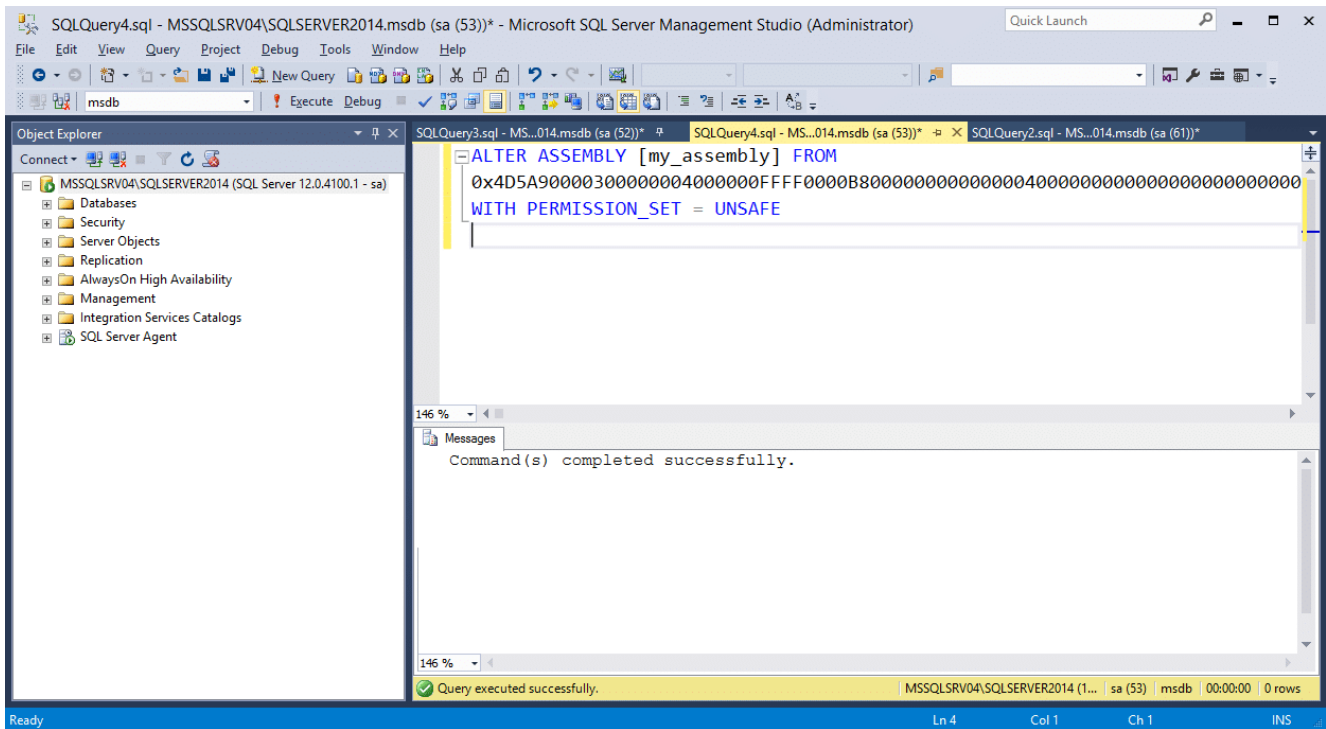 SQLQuery4.sql - MSSQLSRV04\SQLSERVER2014.msdb (sa (53))* - Microsoft SQL Server Management Studio (Administrator)
Quick Launch
File Edit View Query Project Debug Tools Window Help
New Query
msdb
Execute Debug
Object Explorer
SQLQuery3.sql - MS...014.msdb (sa (52))*
SQLQuery4.sql - MS...014.msdb (sa (53))*
SQLQuery2.sql - MS...014.msdb (sa (61))*
Connect
MSSQLSRV04\SQLSERVER2014 (SQL Server 12.0.4100.1 - sa)
Databases
Security
Server Objects
Replication
AlwaysOn High Availability
Management
Integration Services Catalogs
SQL Server Agent
ALTER ASSEMBLY [my_assembly] FROM
0x4D5A90000300000004000000FFFF0000B800000000000000400000000000000000000000
WITH PERMISSION_SET = UNSAFE
146 %
Messages
Command(s) completed successfully.
146 %
Query executed successfully.
MSSQLSRV04\SQLSERVER2014 (1... sa (53) msdb 00:00:00 0 rows
Ready Ln 4 Col 1 Ch 1 INS